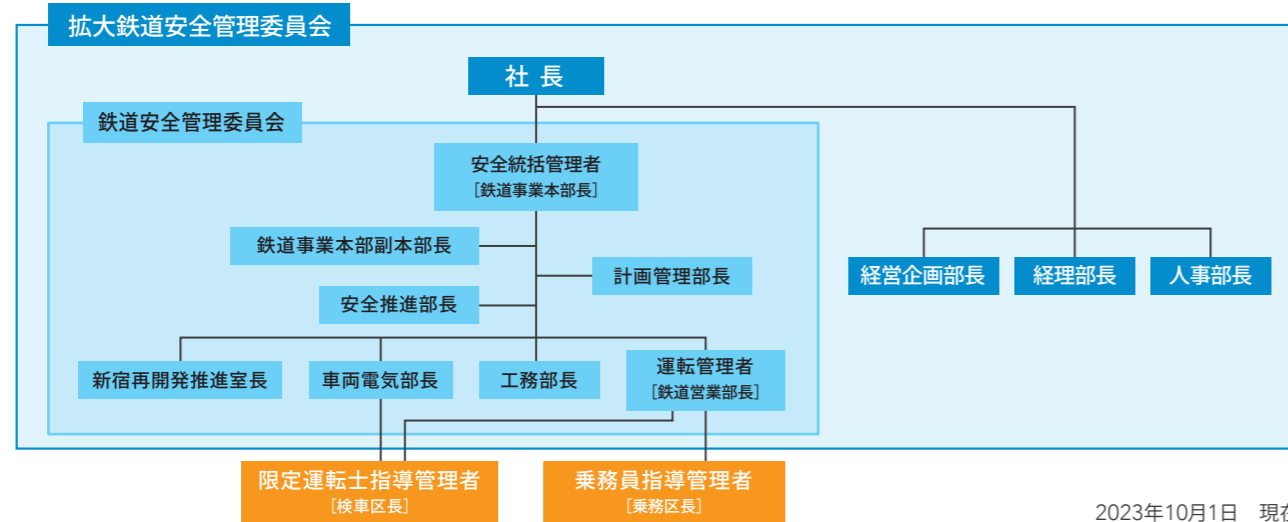 拡大鉄道安全管理委員会
社 長
鉄道安全管理委員会
安全統括管理者
[鉄道事業本部長]
鉄道事業本部副本部長
計画管理部長
経営企画部長
経理部長
人事部長
安全推進部長
新宿再開発推進室長
車両電気部長
工務部長
運転管理者
[鉄道営業部長]
限定運転士指導管理者
[検車区長]
乗務員指導管理者
[乗務区長]
2023年10月1日 現在